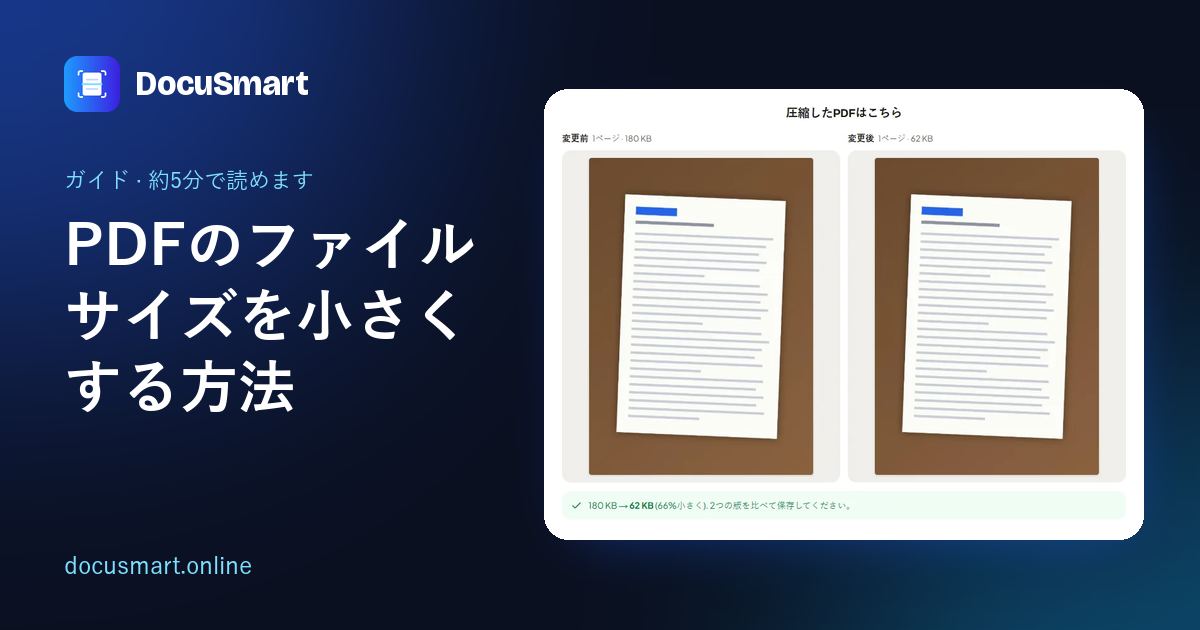 DocuSmart
ガイド · 約5分で読めます
PDFのファイル
サイズを小さく
する方法
docusmart.online
圧縮したPDFはこちら
変更前 1ページ · 180 KB
変更後 1ページ · 62 KB
180 KB → 62 KB (66%小さく). 2つの版を比べて保存してください。